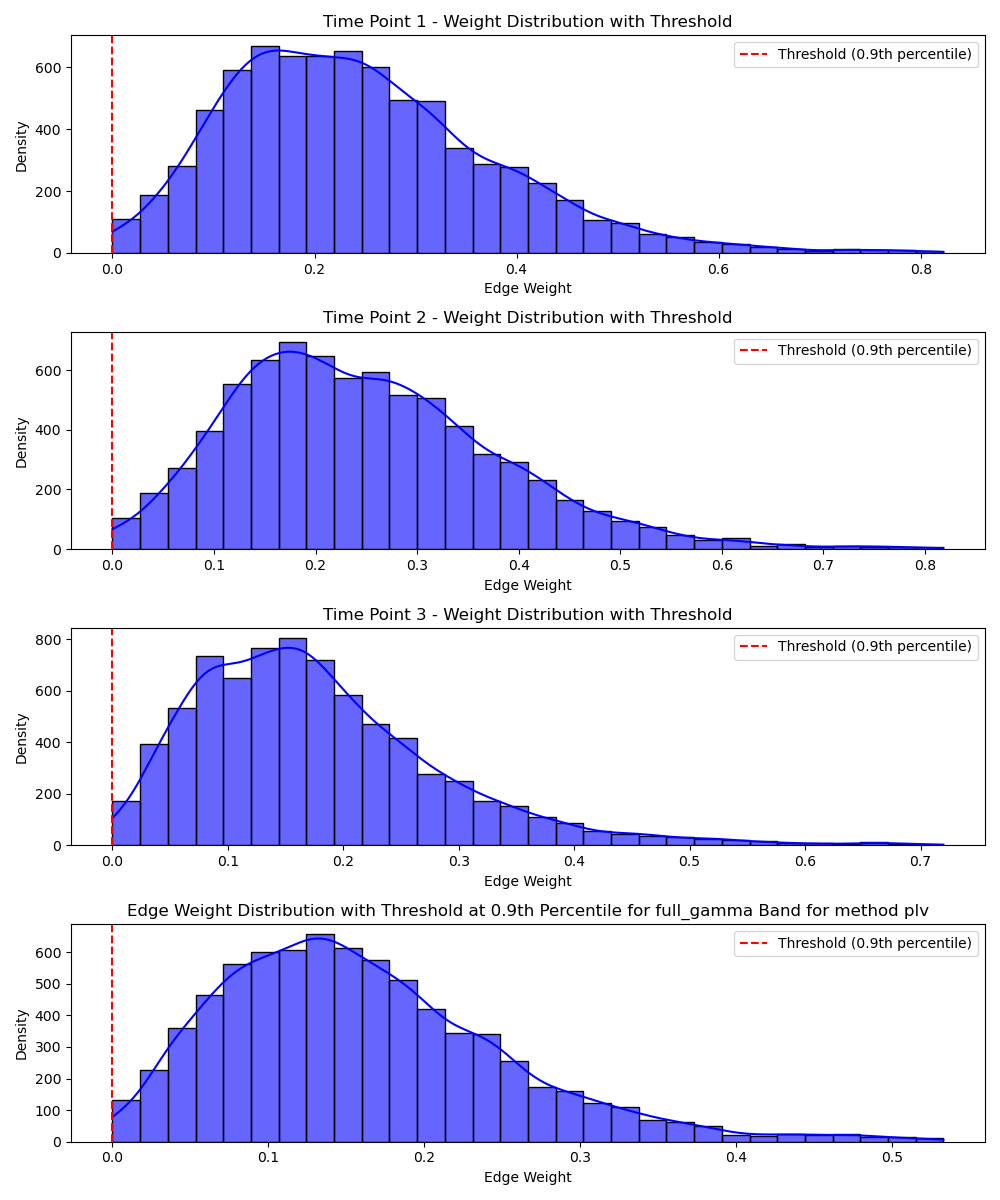 Time Point 1 - Weight Distribution with Threshold
Threshold (0.9th percentile)
Density
600
400
200
0
0.0 0.2 0.4 0.6 0.8
Edge Weight
Time Point 2 - Weight Distribution with Threshold
Threshold (0.9th percentile)
Density
600
400
200
0
0.0 0.1 0.2 0.3 0.4 0.5 0.6 0.7 0.8
Edge Weight
Time Point 3 - Weight Distribution with Threshold
Threshold (0.9th percentile)
Density
800
600
400
200
0
0.0 0.1 0.2 0.3 0.4 0.5 0.6 0.7
Edge Weight
Edge Weight Distribution with Threshold at 0.9th Percentile for full_gamma Band for method plv
Threshold (0.9th percentile)
Density
600
500
400
300
200
100
0
0.0 0.1 0.2 0.3 0.4 0.5
Edge Weight